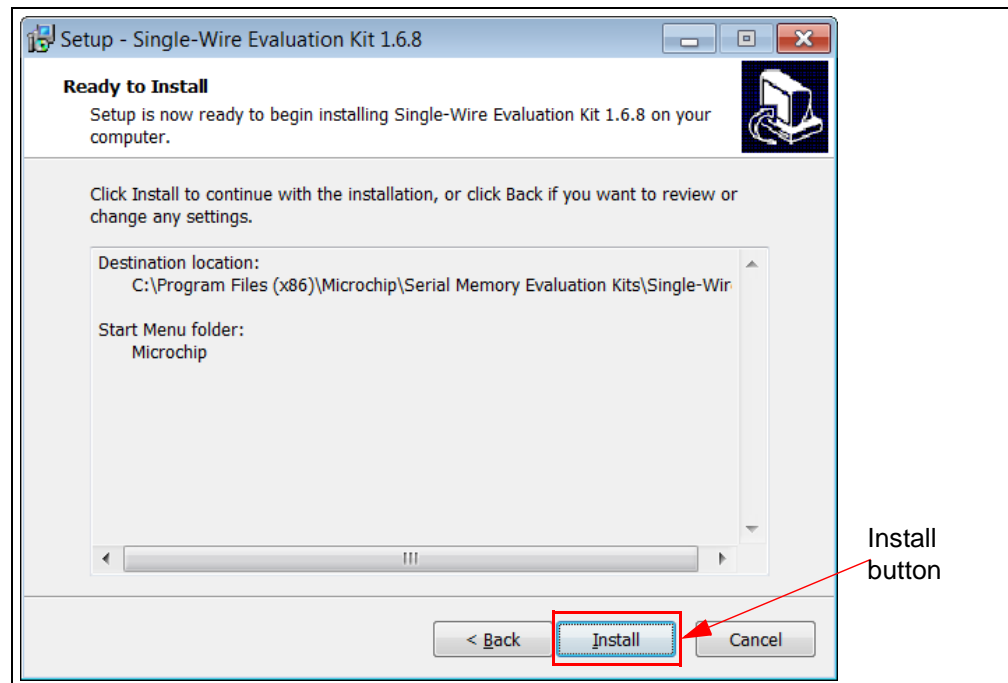 Setup - Single-Wire Evaluation Kit 1.6.8
Ready to Install
Setup is now ready to begin installing Single-Wire Evaluation Kit 1.6.8 on your
computer.
Click Install to continue with the installation, or click Back if you want to review or
change any settings.
Destination location:
C:\Program Files (x86)\Microchip\Serial Memory Evaluation Kits\Single-Wir
Start Menu folder:
Microchip
Install
button
< Back
Install
Cancel